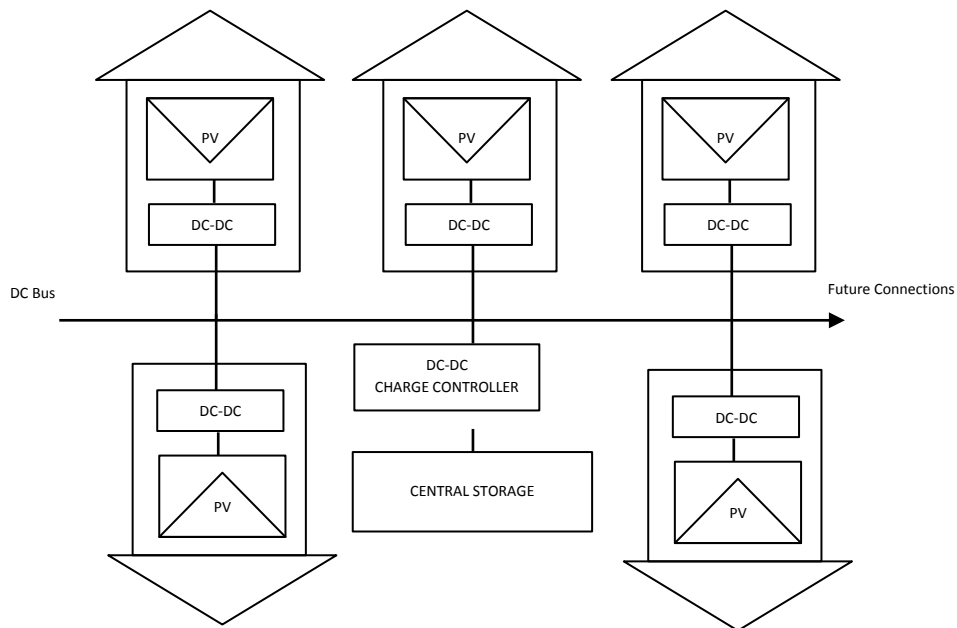 PV
PV
PV
DC-DC
DC-DC
DC-DC
DC Bus
Future Connections
DC-DC
CHARGE CONTROLLER
DC-DC
DC-DC
CENTRAL STORAGE
PV
PV